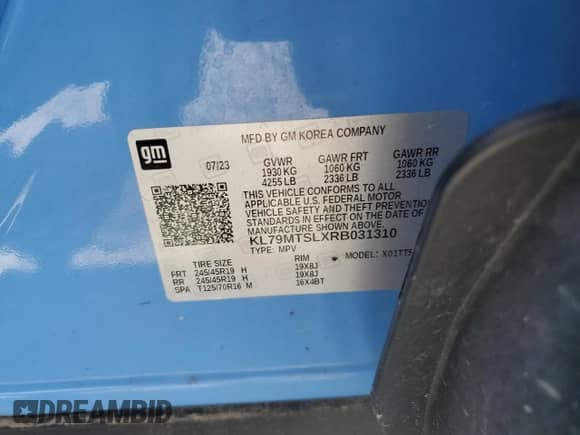 gm
MFD BY GM KOREA COMPANY
07/23 GVWR GAWR FRT GAWR RR
1930 KG 1060 KG 1060 KG
4255 LB 2336 LB 2336 LB
THIS VEHICLE CONFORMS TO ALL
APPLICABLE U.S. FEDERAL MOTOR
VEHICLE SAFETY AND THEFT PREVENTION
STANDARDS IN EFFECT ON THE DATE OF
MANUFACTURE SHOWN ABOVE.
KL79MTSLXRB031310
TYPE: MPV MODEL: X01TT5
TIRE SIZE RIM
FRT 245/45R19 H 19X8J
RR 245/45R19 H 19X8J
SPA T125/70R16 M 16X4BT
DREAMBID